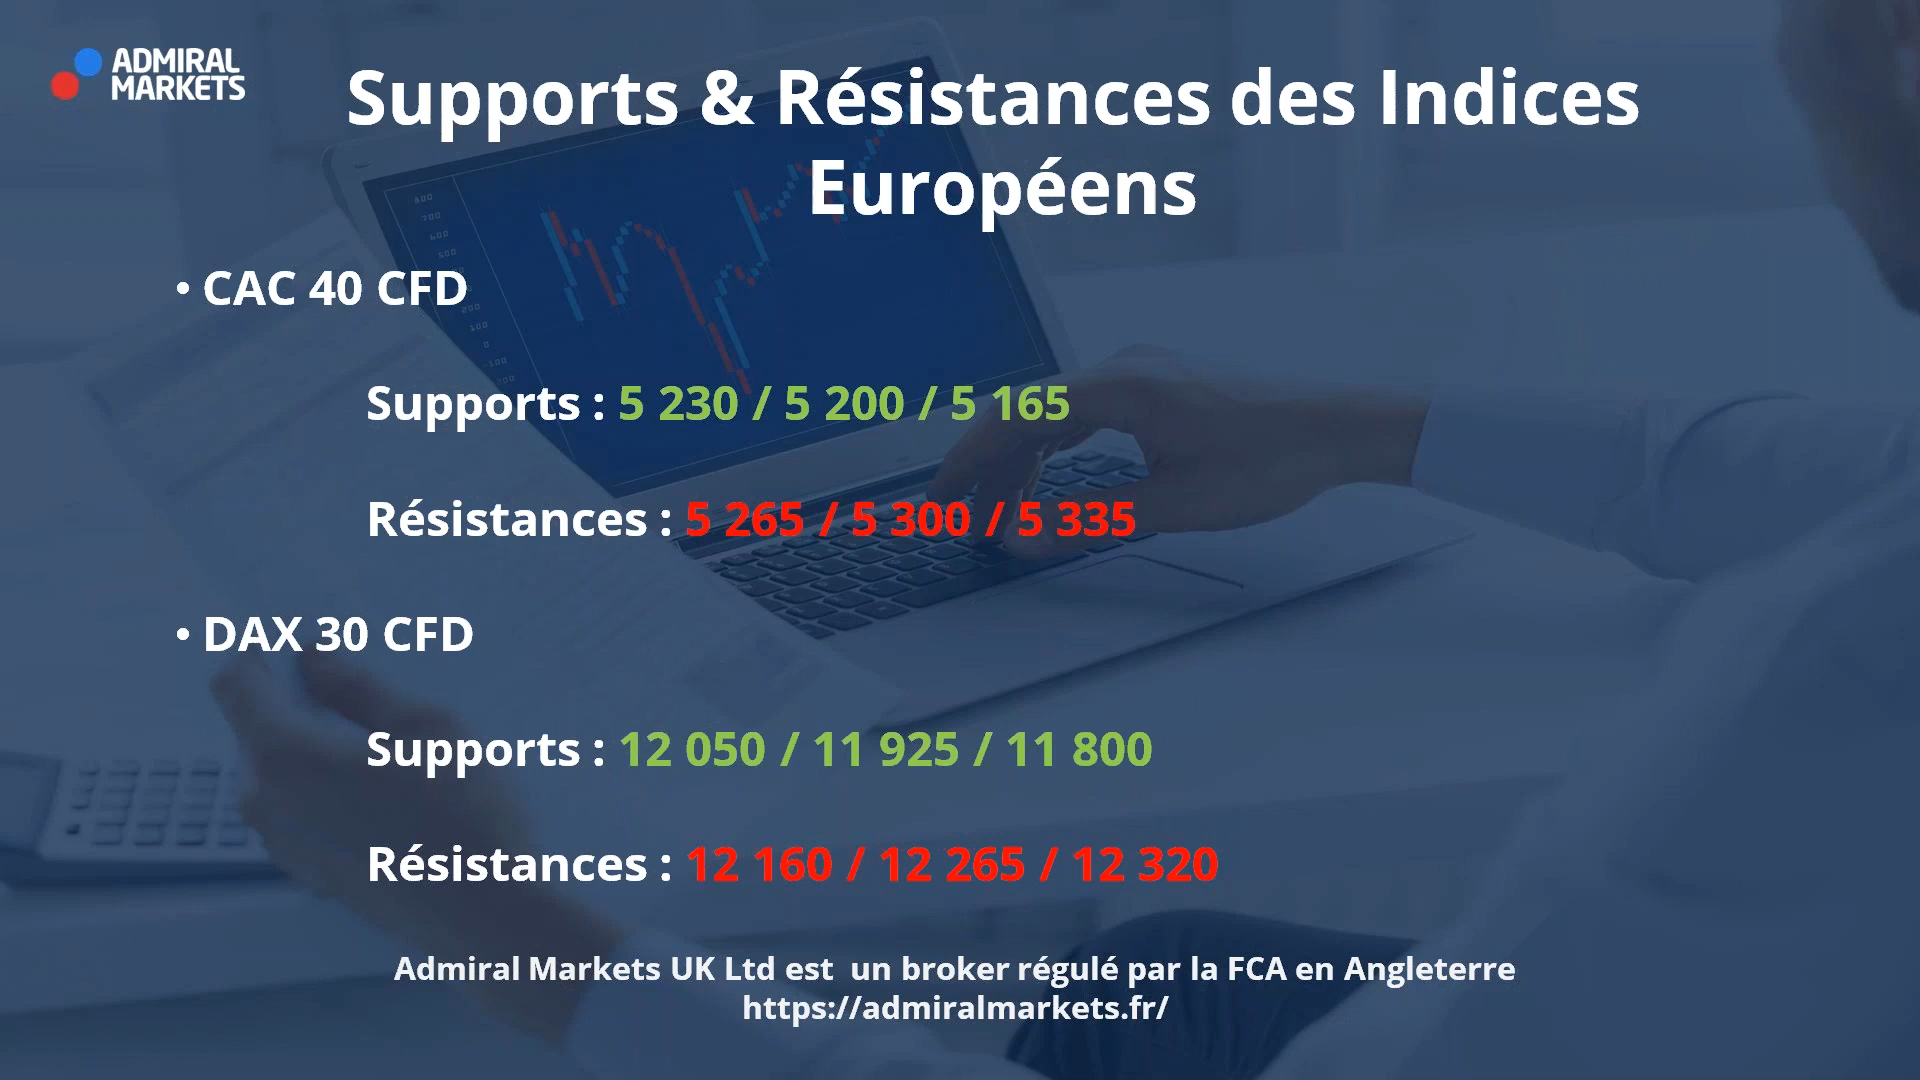 ADMIRAL
MARKETS
Supports & Résistances des Indices
Européens
• CAC 40 CFD
Supports : 5 230 / 5 200 / 5 165
Résistances : 5 265 / 5 300 / 5 335
• DAX 30 CFD
Supports : 12 050 / 11 925 / 11 800
Résistances : 12 160 / 12 265 / 12 320
Admiral Markets UK Ltd est  un broker régulé par la FCA en Angleterre
https://admiralmarkets.fr/